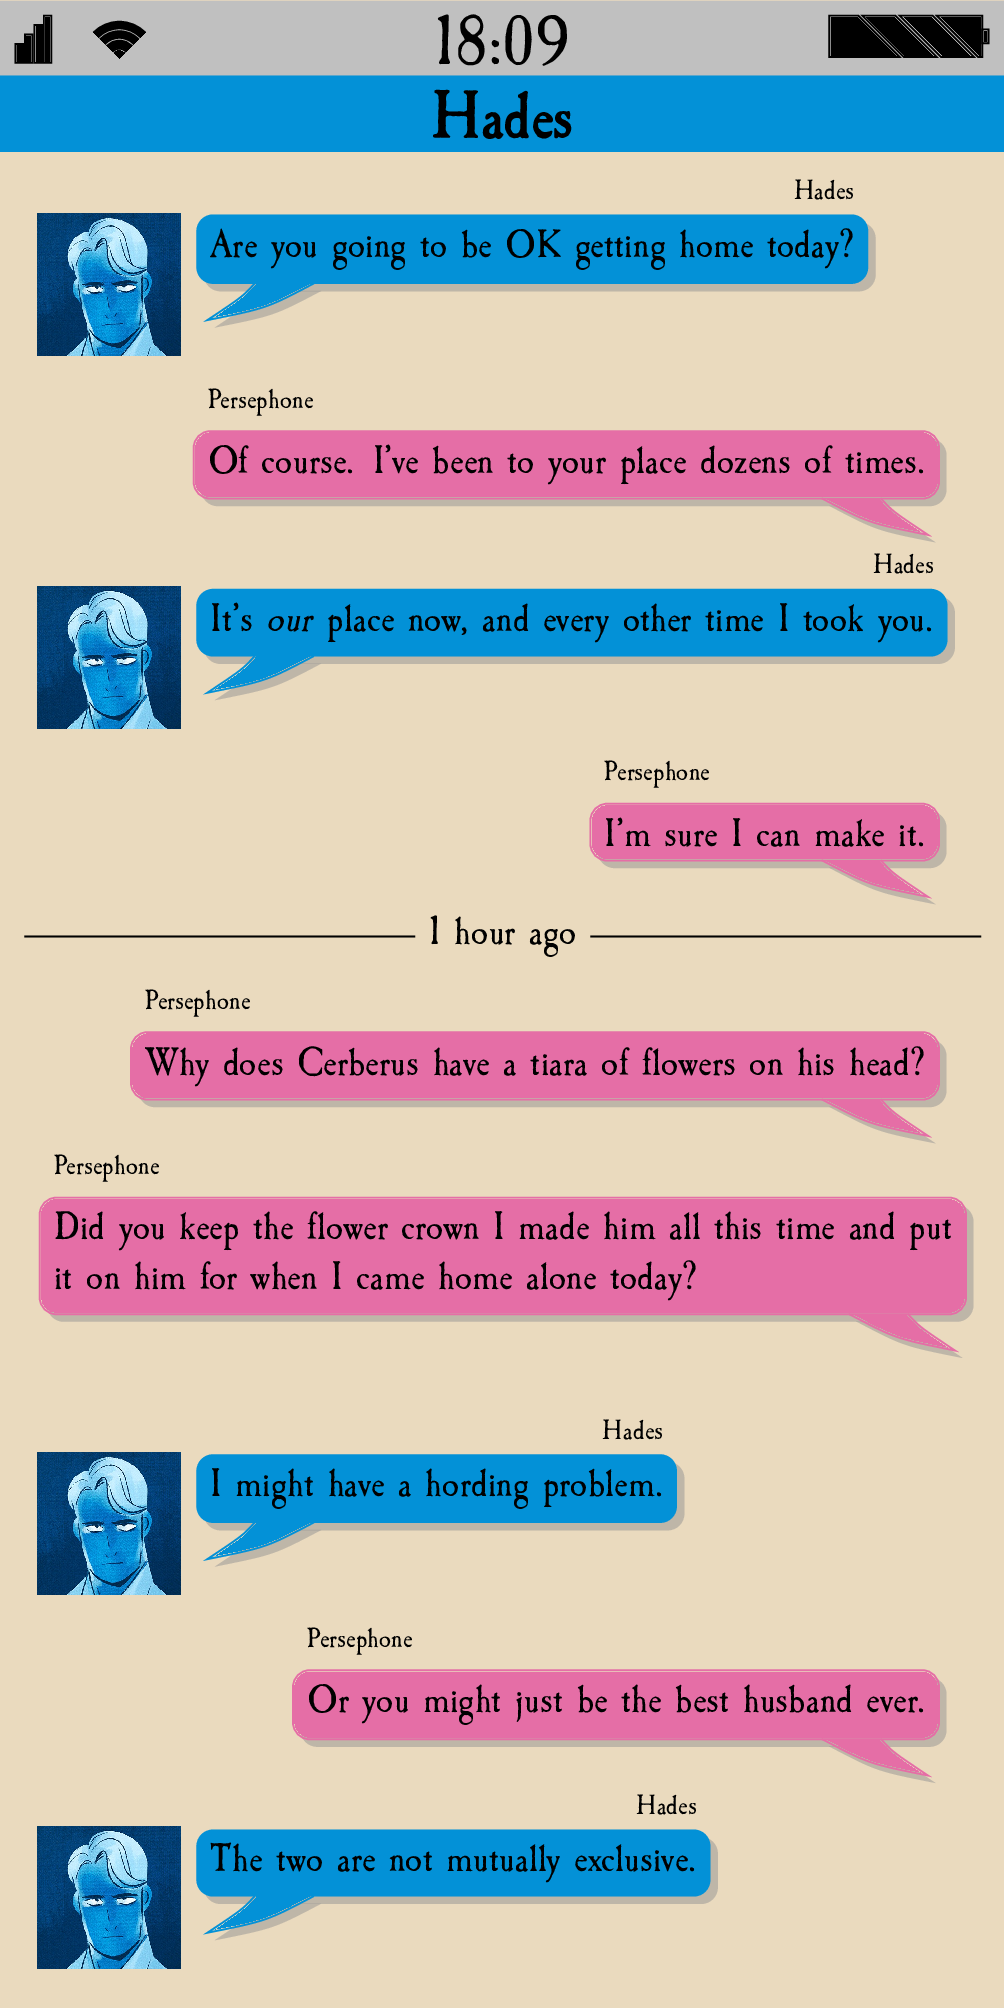 18:09
Hades
Hades
Are you going to be OK getting home today?
Persephone
Of course. I've been to your place dozens of times.
Hades
It's our place now, and every other time I took you.
Persephone
I'm sure I can make it.
1 hour ago
Persephone
Why does Cerberus have a tiara of flowers on his head?
Persephone
Did you keep the flower crown I made him all this time and put
it on him for when I came home alone today?
Hades
I might have a hording problem.
Persephone
Or you might just be the best husband ever.
Hades
The two are not mutually exclusive.